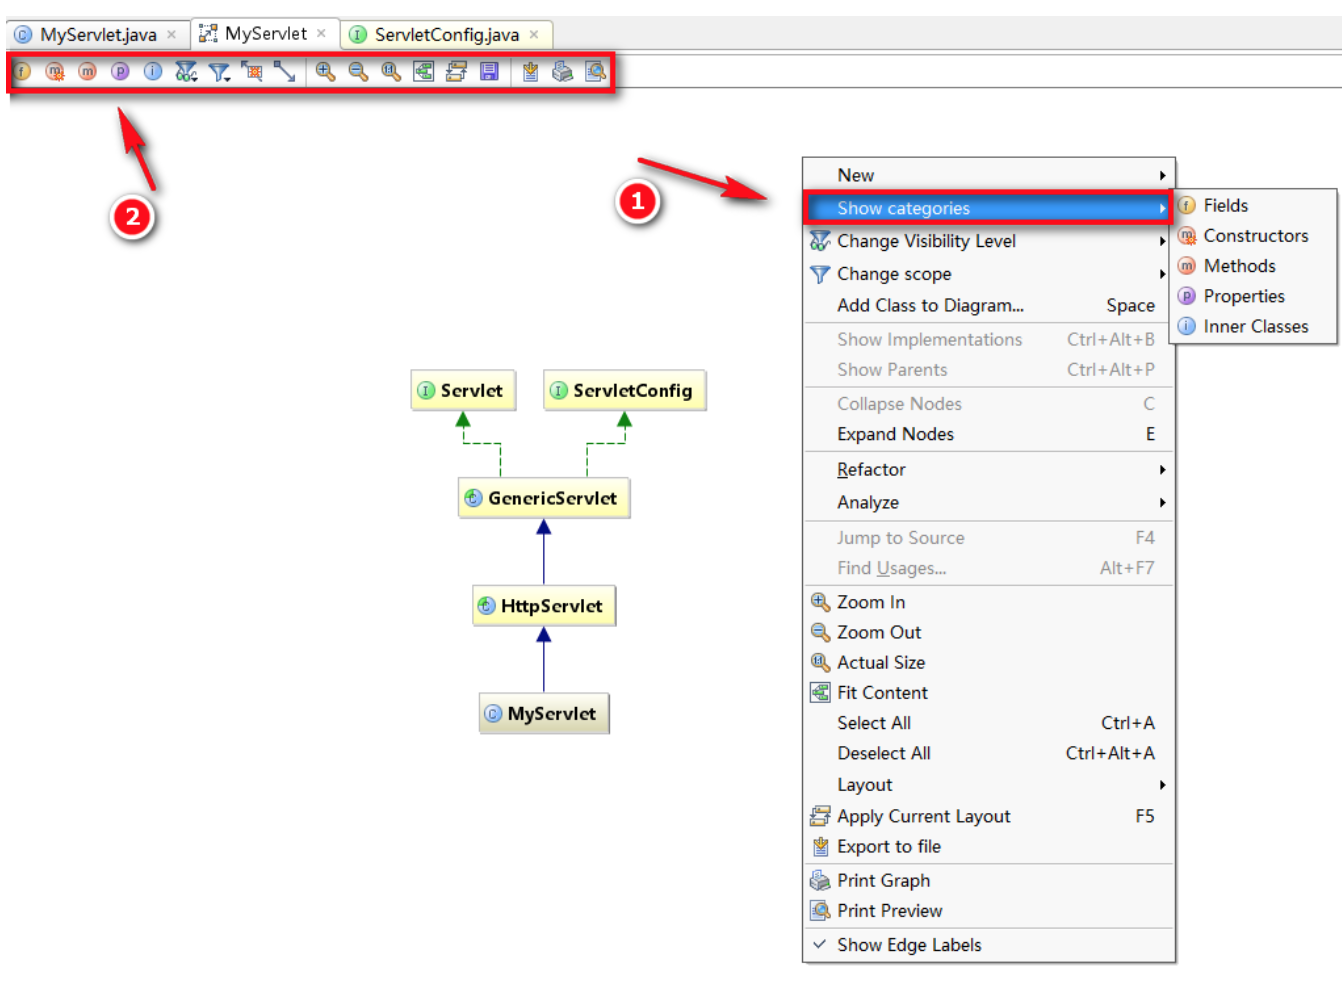 MyServlet.java
MyServlet
ServletConfig.java
2
1
New
Show categories
Change Visibility Level
Change scope
Add Class to Diagram... Space
Show Implementations Ctrl+Alt+B
Show Parents Ctrl+Alt+P
Collapse Nodes C
Expand Nodes E
Refactor
Analyze
Jump to Source F4
Find Usages... Alt+F7
Zoom In
Zoom Out
Actual Size
Fit Content
Select All Ctrl+A
Deselect All Ctrl+Alt+A
Layout
Apply Current Layout F5
Export to file
Print Graph
Print Preview
Show Edge Labels
Fields
Constructors
Methods
Properties
Inner Classes
Servlet
ServletConfig
GenericServlet
HttpServlet
MyServlet